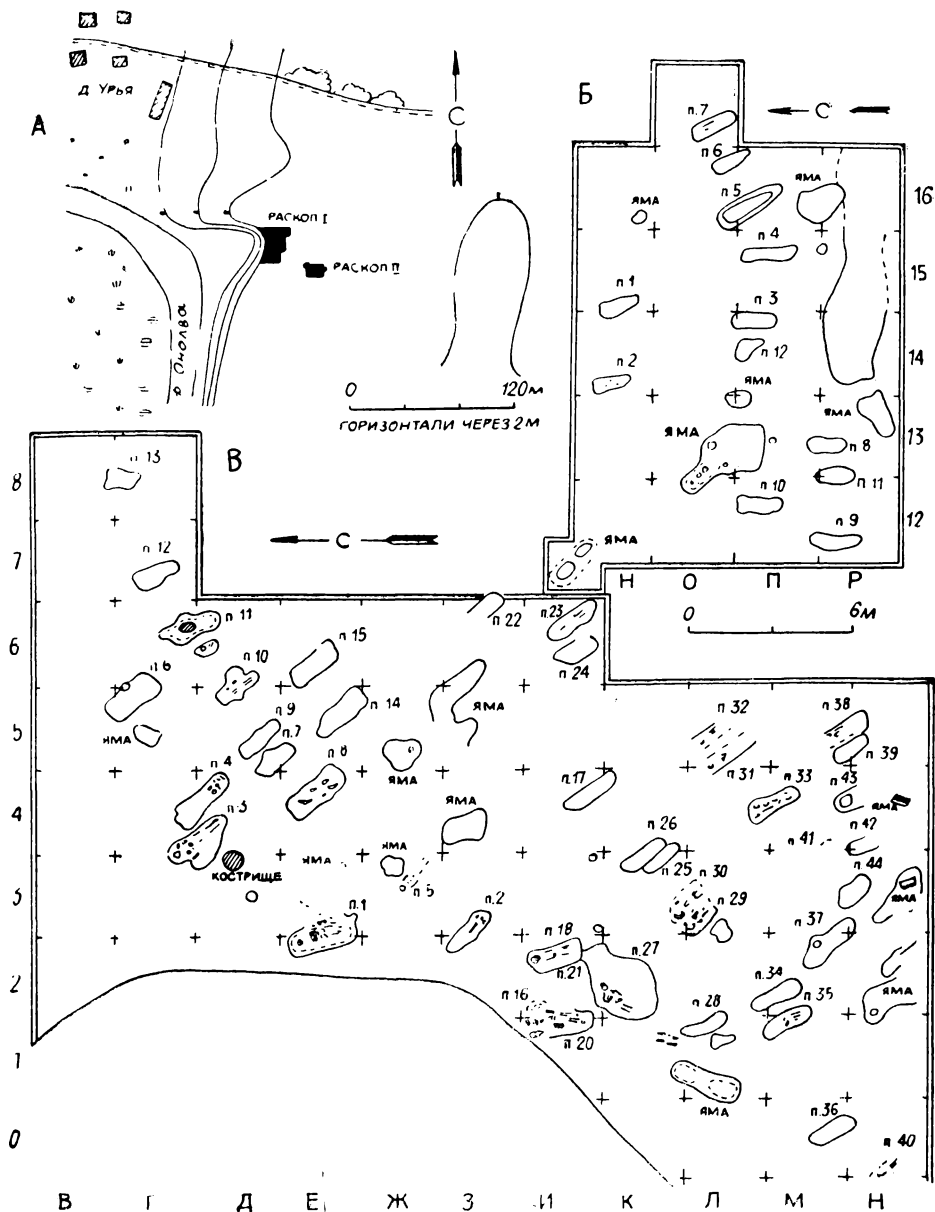 А
д. Урья
С
РАСКОП I
РАСКОП II
р. Онолва
0 120м
ГОРИЗОНТАЛИ ЧЕРЕЗ 2М
Б
С
п.7
п 6
п 5
ЯМА
ЯМА
16
п 4
15
п 1
п 3
п 12
п 2
14
ЯМА
ЯМА
ЯМА
13
п 8
п 11
п 10
п 9
12
ЯМА
Н О П Р
0 6м
В
С
8
п 13
7
п 12
п 11
п 22
п.23
6
п 10
п 15
п 24
п 6
п 14
ЯМА
5
ЯМА
п 9
п.7
ЯМА
п 32
п 31
п 38
п 39
п 4
п 8
п 17
п 33
п 43
ЯМА
4
п.3
ЯМА
п 26
п 25
п 41
п 42
КОСТРИЩЕ
ЯМА
ЯМА
п 5
п 44
3
п 30
п 29
ЯМА
п.1
п.2
п 18
п.27
п 37
2
п.21
п.34
ЯМА
п 16
п 20
п 28
п.35
1
ЯМА
0
п.36
п 40
В Г Д Е Ж З И К Л М Н